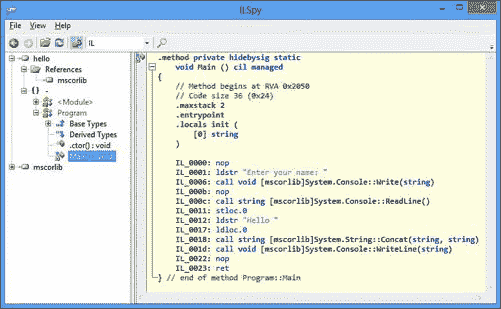 ILSpy
File View Help
IL
hello
References
mscorlib
{ } -
<Module>
Program
Base Types
Derived Types
.ctor() : void
mscorlib
.method private hidebysig static
void Main () cil managed
{
// Method begins at RVA 0x2050
// Code size 36 (0x24)
.maxstack 2
.entrypoint
.locals init (
[0] string
)
IL_0000: nop
IL_0001: ldstr "Enter your name: "
IL_0006: call void [mscorlib]System.Console::Write(string)
IL_000b: nop
IL_000c: call string [mscorlib]System.Console::ReadLine()
IL_0011: stloc.0
IL_0012: ldstr "Hello "
IL_0017: ldloc.0
IL_0018: call string [mscorlib]System.String::Concat(string, string)
IL_001d: call void [mscorlib]System.Console::WriteLine(string)
IL_0022: nop
IL_0023: ret
} // end of method Program::Main